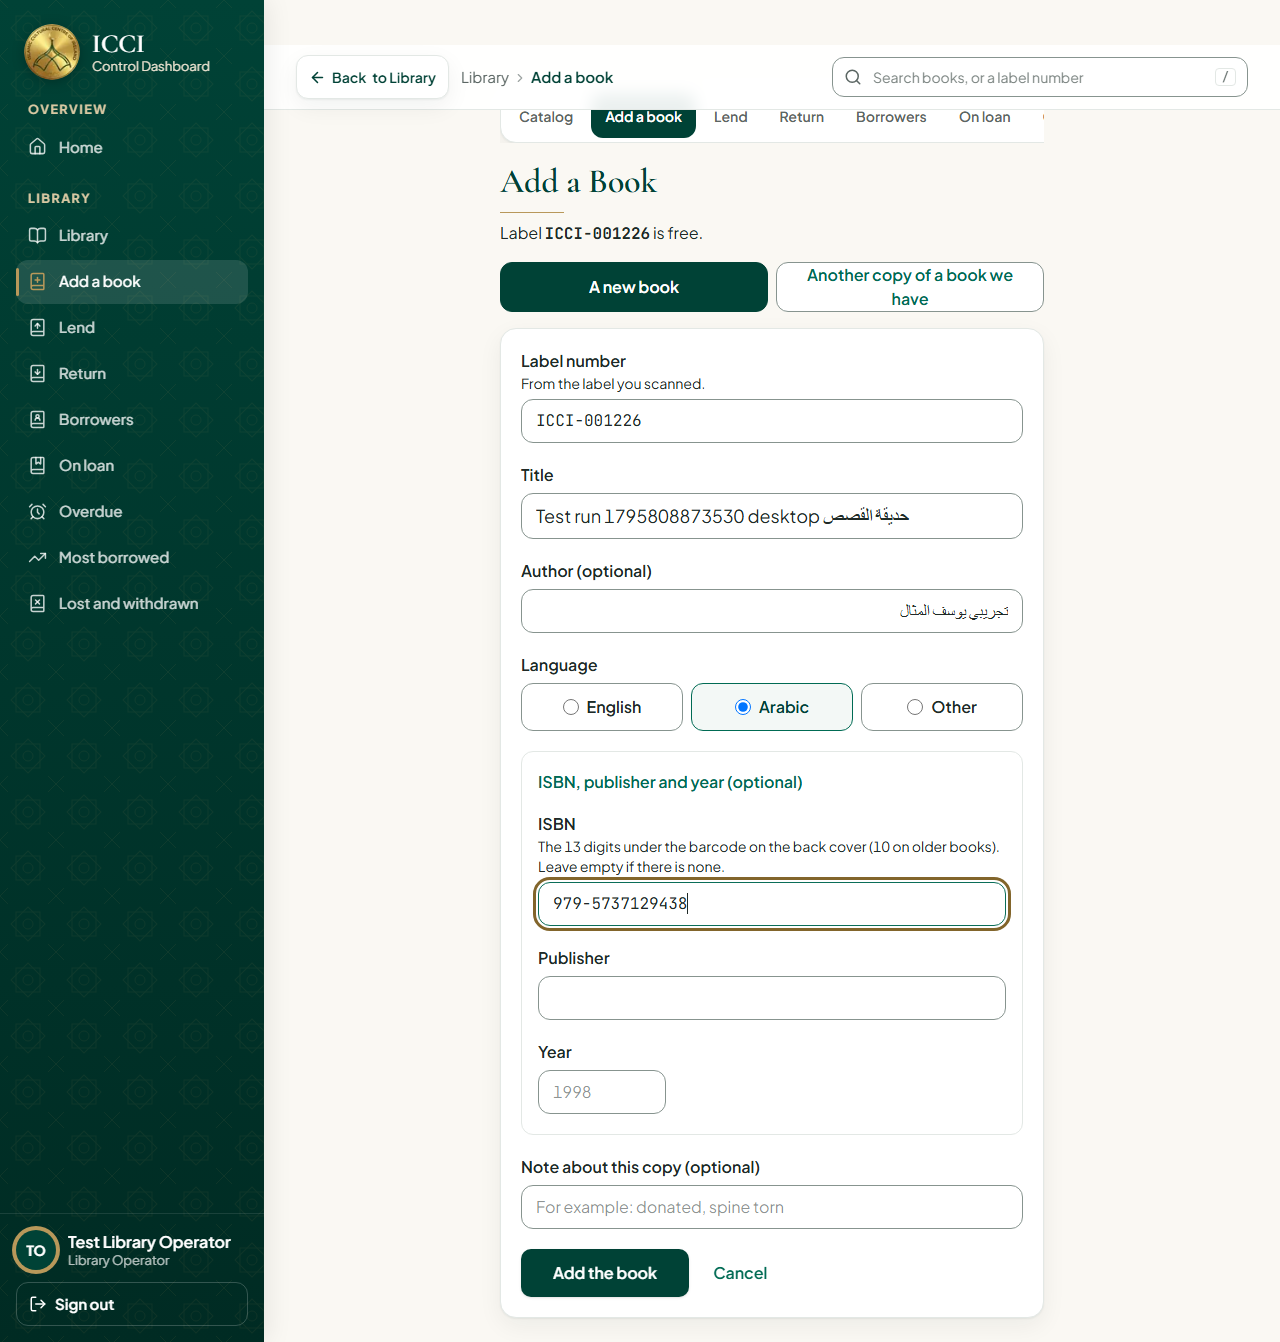 ICCI
Control Dashboard
OVERVIEW
Home
LIBRARY
Library
Add a book
Lend
Return
Borrowers
On loan
Overdue
Most borrowed
Lost and withdrawn
TO
Test Library Operator
Library Operator
Sign out
Back to Library
Library > Add a book
Search books, or a label number
/
Catalog
Add a book
Lend
Return
Borrowers
On loan
Add a Book
Label ICCI-001226 is free.
A new book
Another copy of a book we
have
Label number
From the label you scanned.
ICCI-001226
Title
Test run 1795808873530 desktop حديقة القصص
Author (optional)
تجريبي يوسف المثال
Language
English
Arabic
Other
ISBN, publisher and year (optional)
ISBN
The 13 digits under the barcode on the back cover (10 on older books).
Leave empty if there is none.
979-5737129438
Publisher
Year
1998
Note about this copy (optional)
For example: donated, spine torn
Add the book
Cancel